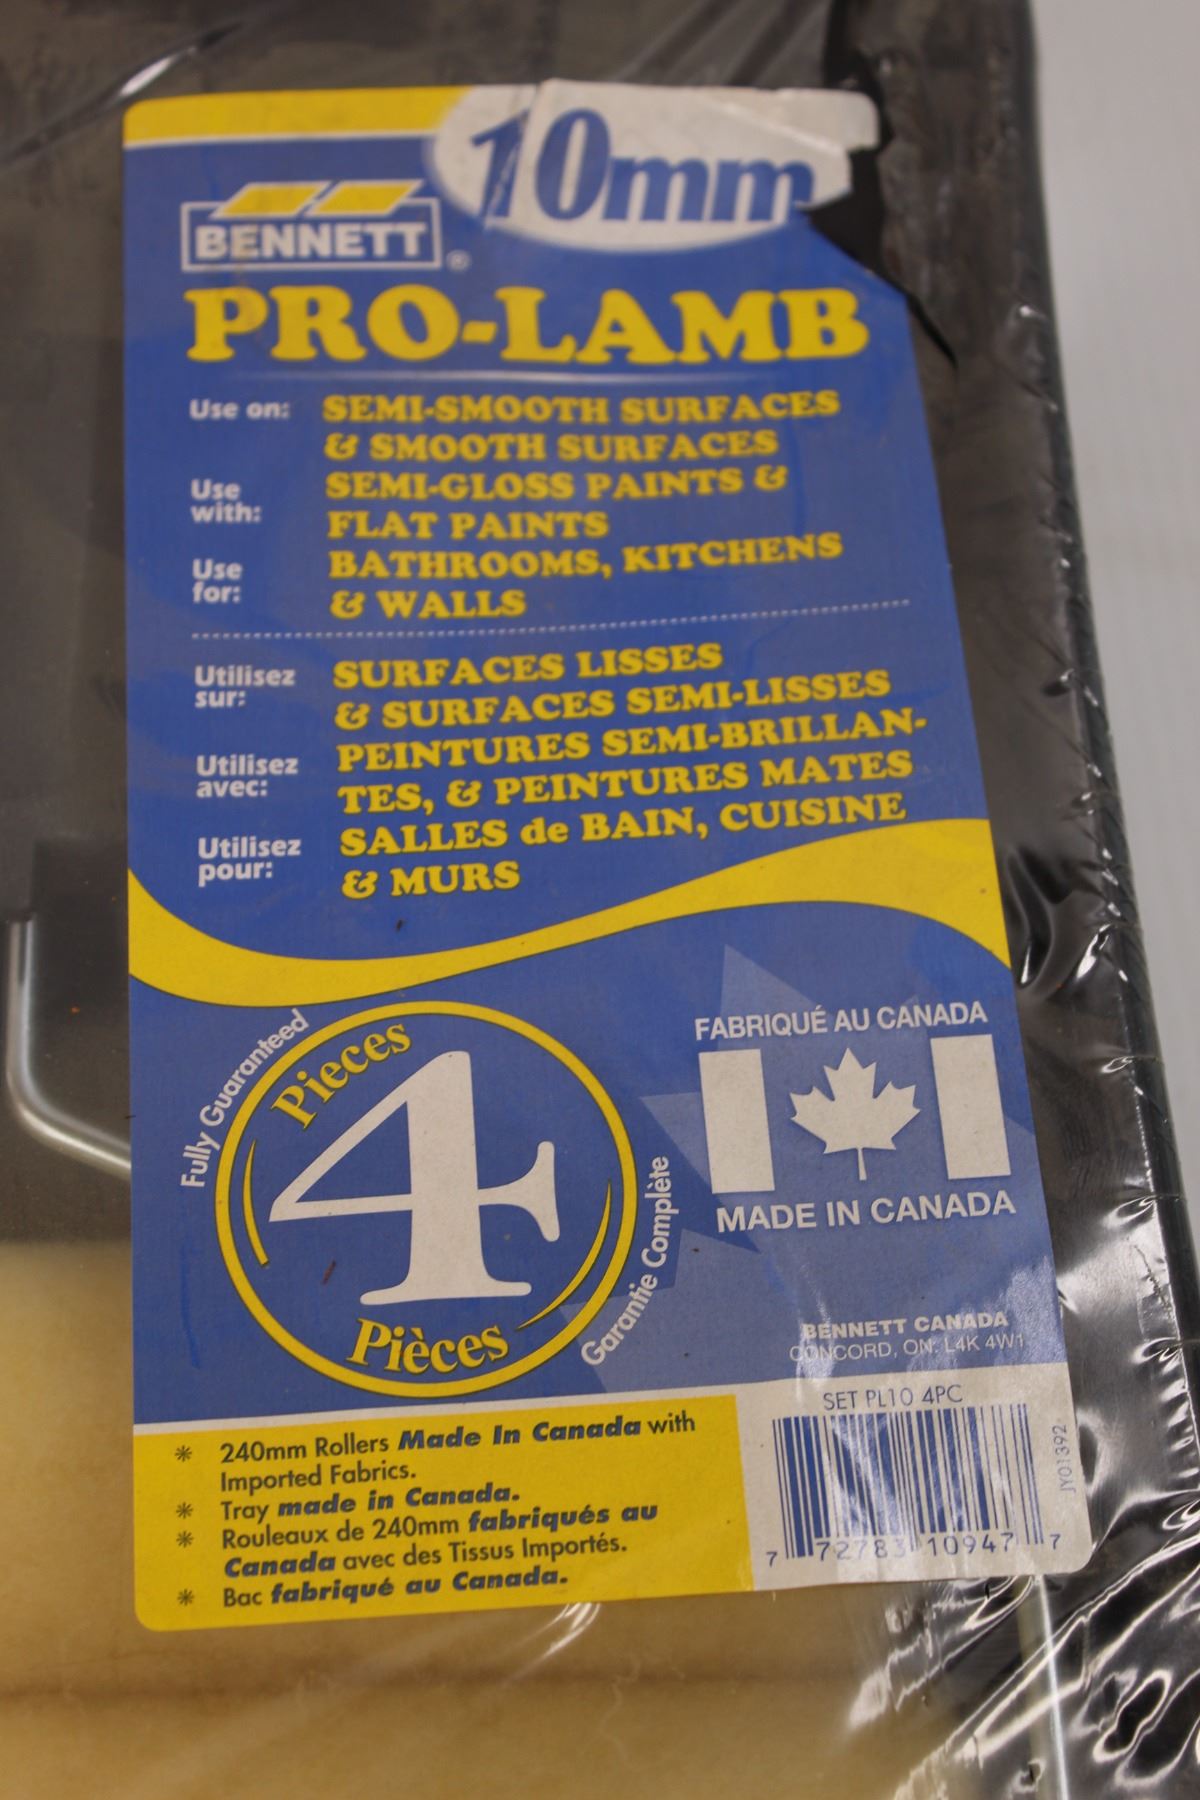 10mm
BENNETT ®
PRO-LAMB
Use on: SEMI-SMOOTH SURFACES
& SMOOTH SURFACES
Use with: SEMI-GLOSS PAINTS &
FLAT PAINTS
Use for: BATHROOMS, KITCHENS
& WALLS
Utilisez sur: SURFACES LISSES
& SURFACES SEMI-LISSES
Utilisez avec: PEINTURES SEMI-BRILLAN-
TES, & PEINTURES MATES
Utilisez pour: SALLES de BAIN, CUISINE
& MURS
Fully Guaranteed
Pieces
4
Pièces
Garantie Complète
FABRIQUÉ AU CANADA
MADE IN CANADA
BENNETT CANADA
CONCORD, ON. L4K 4W1
* 240mm Rollers Made In Canada with
Imported Fabrics.
* Tray made in Canada.
* Rouleaux de 240mm fabriqués au
Canada avec des Tissus Importés.
* Bac fabriqué au Canada.
SET PL10 4PC
7 72783 10947 7
JY01392